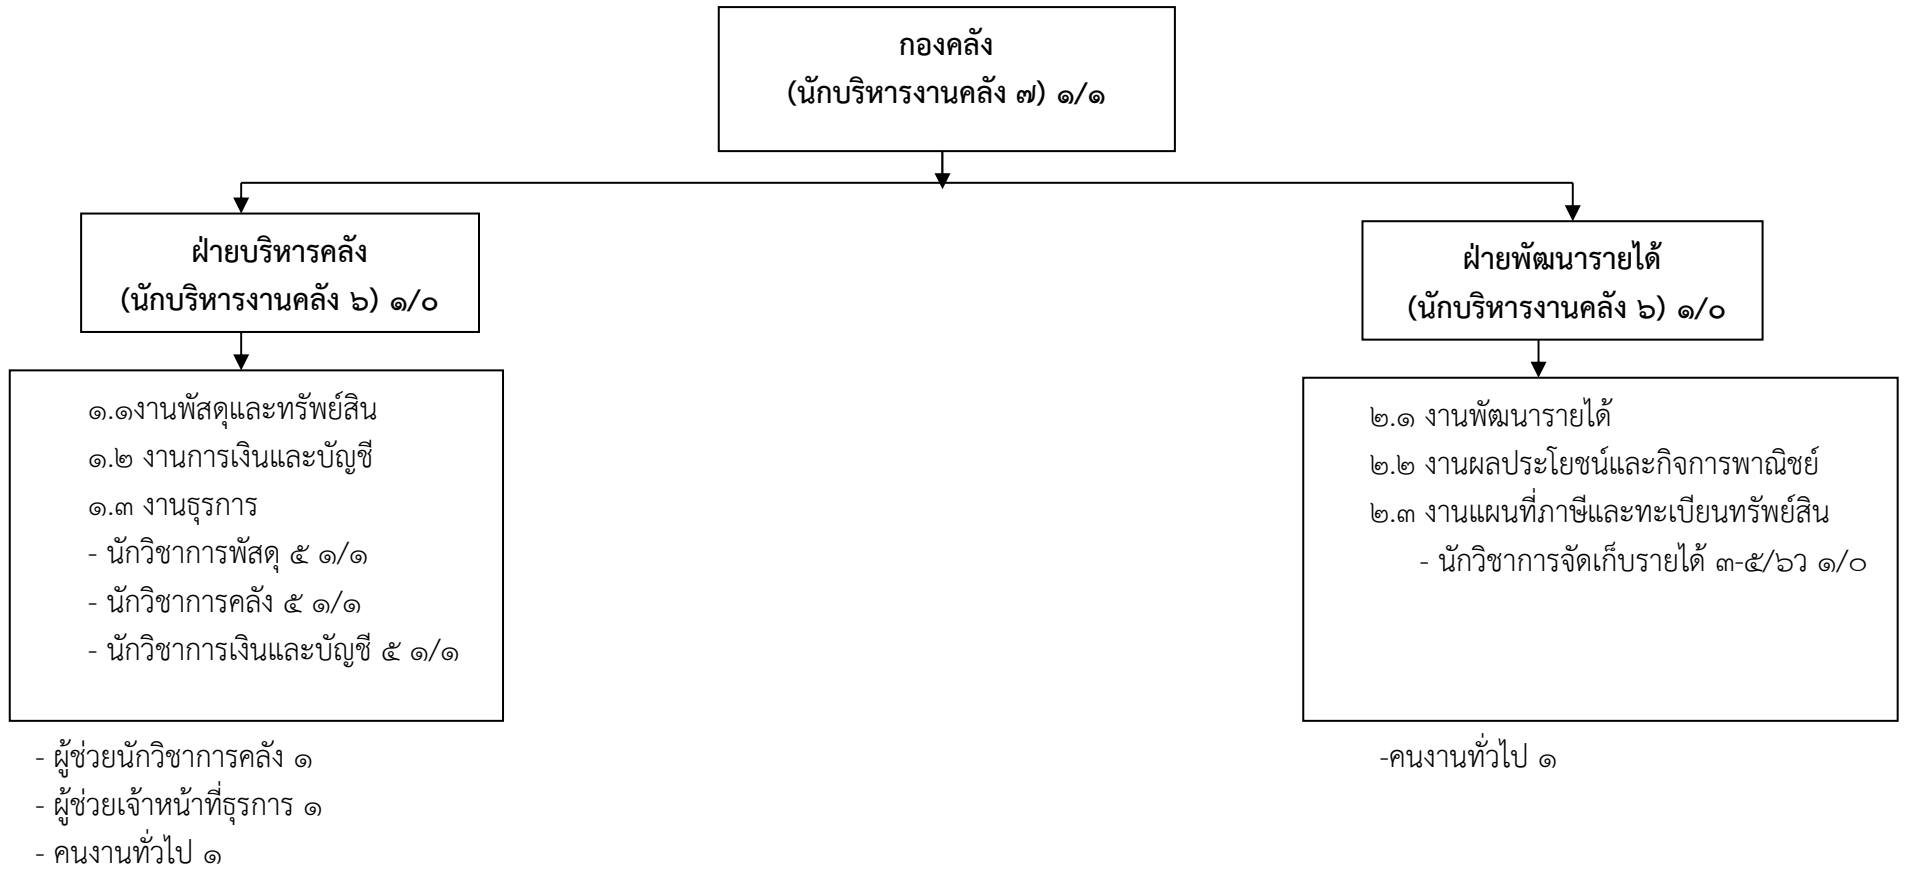 กองคลัง
(นักบริหารงานคลัง ๗) ๑/๑
ฝ่ายบริหารคลัง
(นักบริหารงานคลัง ๖) ๑/๐
ฝ่ายพัฒนารายได้
(นักบริหารงานคลัง ๖) ๑/๐
๑.๑งานพัสดุและทรัพย์สิน
๑.๒ งานการเงินและบัญชี
๑.๓ งานธุรการ
- นักวิชาการพัสดุ ๕ ๑/๑
- นักวิชาการคลัง ๕ ๑/๑
- นักวิชาการเงินและบัญชี ๕ ๑/๑
- ผู้ช่วยนักวิชาการคลัง ๑
- ผู้ช่วยเจ้าหน้าที่ธุรการ ๑
- คนงานทั่วไป ๑
๒.๑ งานพัฒนารายได้
๒.๒ งานผลประโยชน์และกิจการพาณิชย์
๒.๓ งานแผนที่ภาษีและทะเบียนทรัพย์สิน
- นักวิชาการจัดเก็บรายได้ ๓-๕/๖ว ๑/๐
-คนงานทั่วไป ๑